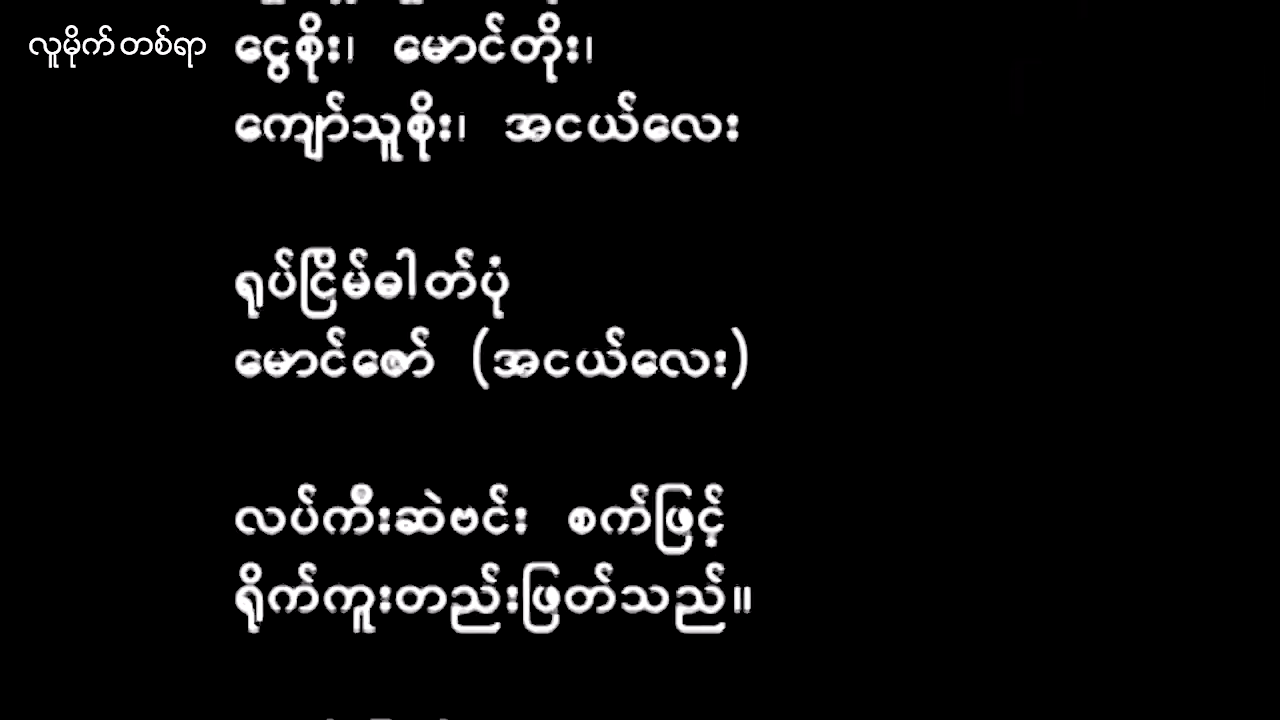 လူမိုက် တစ်ရာ
ငွေစိုး၊ မောင်တိုး၊
ကျော်သူစိုး၊ အငယ်လေး
ရုပ်ငြိမ်ဓါတ်ပုံ
မောင်ဇော် (အငယ်လေး)
လပ်ကီးဆဲဗင်း စက်ဖြင့်
ရိုက်ကူးတည်းဖြတ်သည်။